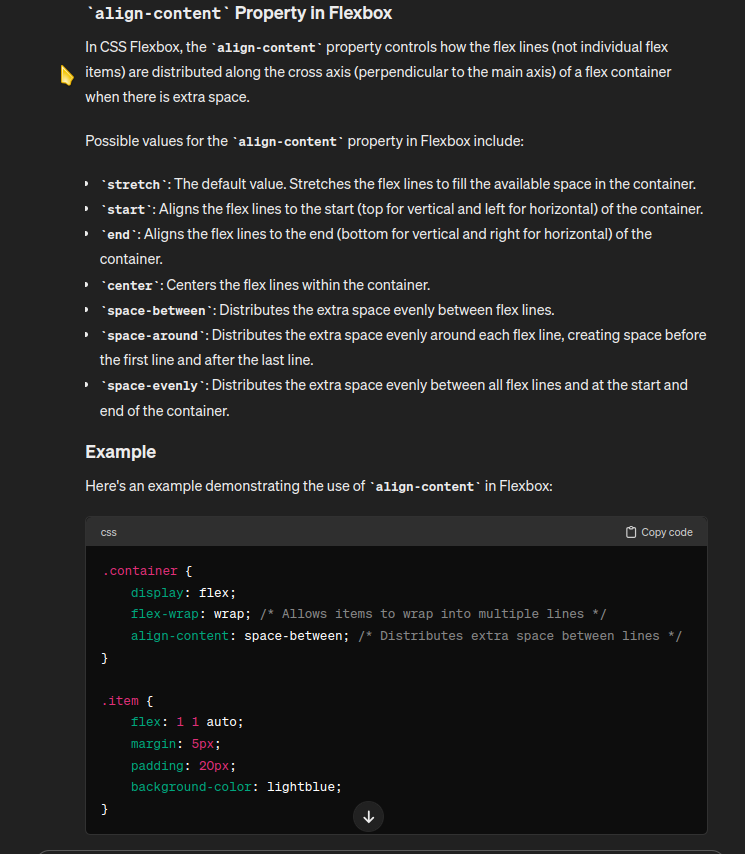 `align-content` Property in Flexbox
In CSS Flexbox, the `align-content` property controls how the flex lines (not individual flex
items) are distributed along the cross axis (perpendicular to the main axis) of a flex container
when there is extra space.
Possible values for the `align-content` property in Flexbox include:
`stretch`: The default value. Stretches the flex lines to fill the available space in the container.
`start`: Aligns the flex lines to the start (top for vertical and left for horizontal) of the container.
`end`: Aligns the flex lines to the end (bottom for vertical and right for horizontal) of the
container.
`center`: Centers the flex lines within the container.
`space-between`: Distributes the extra space evenly between flex lines.
`space-around`: Distributes the extra space evenly around each flex line, creating space before
the first line and after the last line.
`space-evenly`: Distributes the extra space evenly between all flex lines and at the start and
end of the container.
Example
Here's an example demonstrating the use of `align-content` in Flexbox:
css Copy code
.container {
    display: flex;
    flex-wrap: wrap; /* Allows items to wrap into multiple lines */
    align-content: space-between; /* Distributes extra space between lines */
}
.item {
    flex: 1 1 auto;
    margin: 5px;
    padding: 20px;
    background-color: lightblue;
}